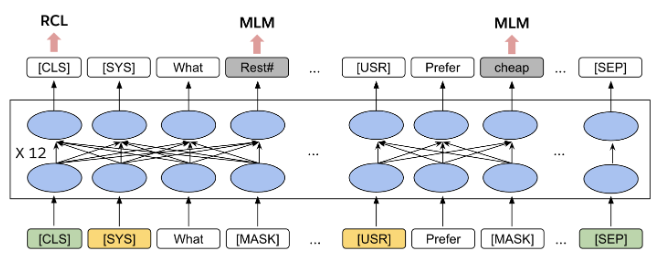 RCL MLM MLM
[CLS] [SYS] What Rest# ... [USR] Prefer cheap ... [SEP]
X 12 ... ...
[CLS] [SYS] What [MASK] ... [USR] Prefer [MASK] ... [SEP]